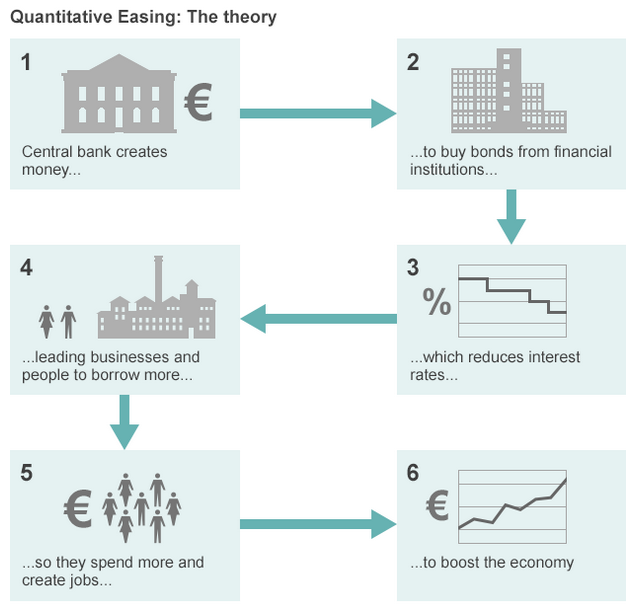 Quantitative Easing: The theory
1
€
Central bank creates
money...
2
...to buy bonds from financial
institutions...
3
%
...which reduces interest
rates...
4
...leading businesses and
people to borrow more...
5
€
...so they spend more and
create jobs...
6
€
...to boost the economy